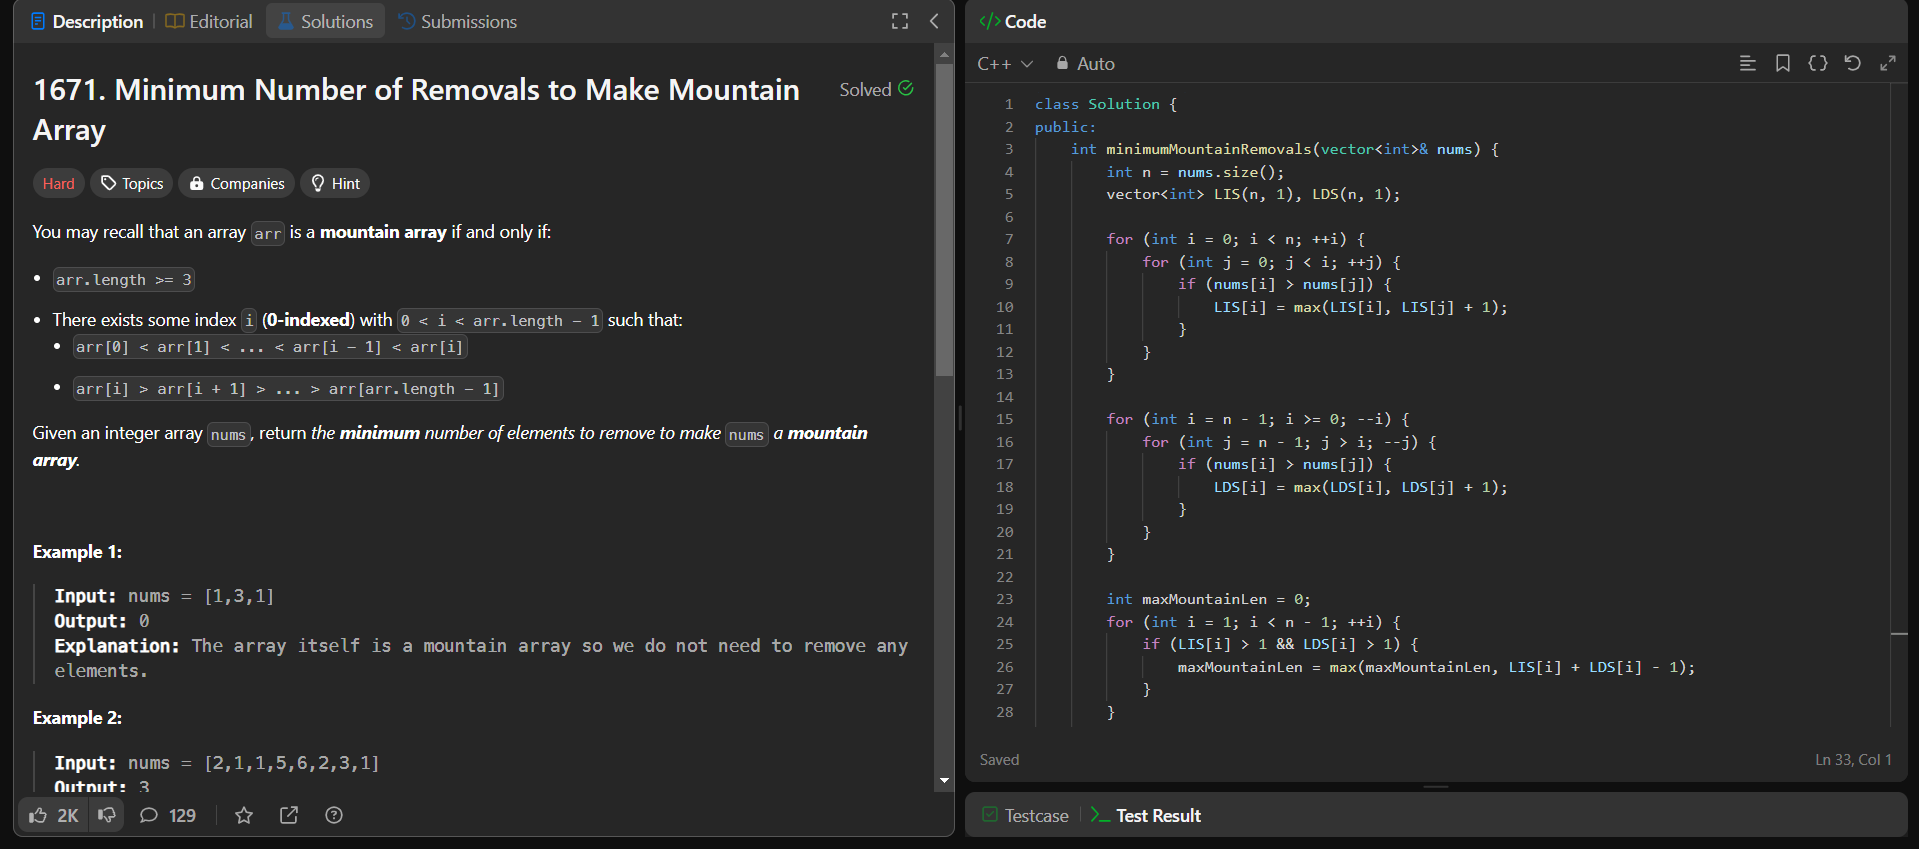 Description
Editorial
Solutions
Submissions
1671. Minimum Number of Removals to Make Mountain
Array
Solved
Hard
Topics
Companies
Hint
You may recall that an array arr is a mountain array if and only if:
• arr.length >= 3
• There exists some index i (0-indexed) with 0 < i < arr.length - 1 such that:
• arr[0] < arr[1] < ... < arr[i - 1] < arr[i]
• arr[i] > arr[i + 1] > ... > arr[arr.length - 1]
Given an integer array nums, return the minimum number of elements to remove to make nums a mountain
array.
Example 1:
Input: nums = [1,3,1]
Output: 0
Explanation: The array itself is a mountain array so we do not need to remove any
elements.
Example 2:
Input: nums = [2,1,1,5,6,2,3,1]
Output: 3
2K
129
</> Code
C++
Auto
1 class Solution {
2 public:
3 int minimumMountainRemovals(vector<int>& nums) {
4 int n = nums.size();
5 vector<int> LIS(n, 1), LDS(n, 1);
6
7 for (int i = 0; i < n; ++i) {
8 for (int j = 0; j < i; ++j) {
9 if (nums[i] > nums[j]) {
10 LIS[i] = max(LIS[i], LIS[j] + 1);
11 }
12 }
13 }
14
15 for (int i = n - 1; i >= 0; --i) {
16 for (int j = n - 1; j > i; --j) {
17 if (nums[i] > nums[j]) {
18 LDS[i] = max(LDS[i], LDS[j] + 1);
19 }
20 }
21 }
22
23 int maxMountainLen = 0;
24 for (int i = 1; i < n - 1; ++i) {
25 if (LIS[i] > 1 && LDS[i] > 1) {
26 maxMountainLen = max(maxMountainLen, LIS[i] + LDS[i] - 1);
27 }
28 }
Saved
Ln 33, Col 1
Testcase
Test Result